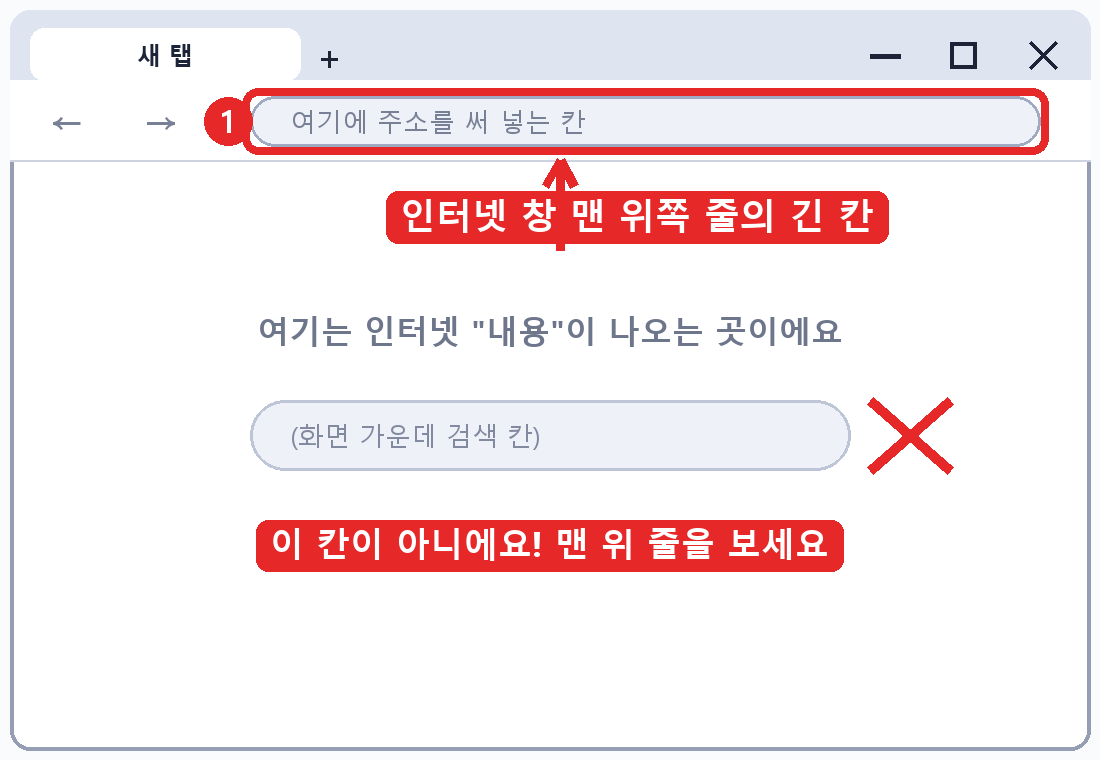 새 탭 +
← →
1 여기에 주소를 써 넣는 칸
인터넷 창 맨 위쪽 줄의 긴 칸
여기는 인터넷 "내용"이 나오는 곳이에요
(화면 가운데 검색 칸)
이 칸이 아니에요! 맨 위 줄을 보세요